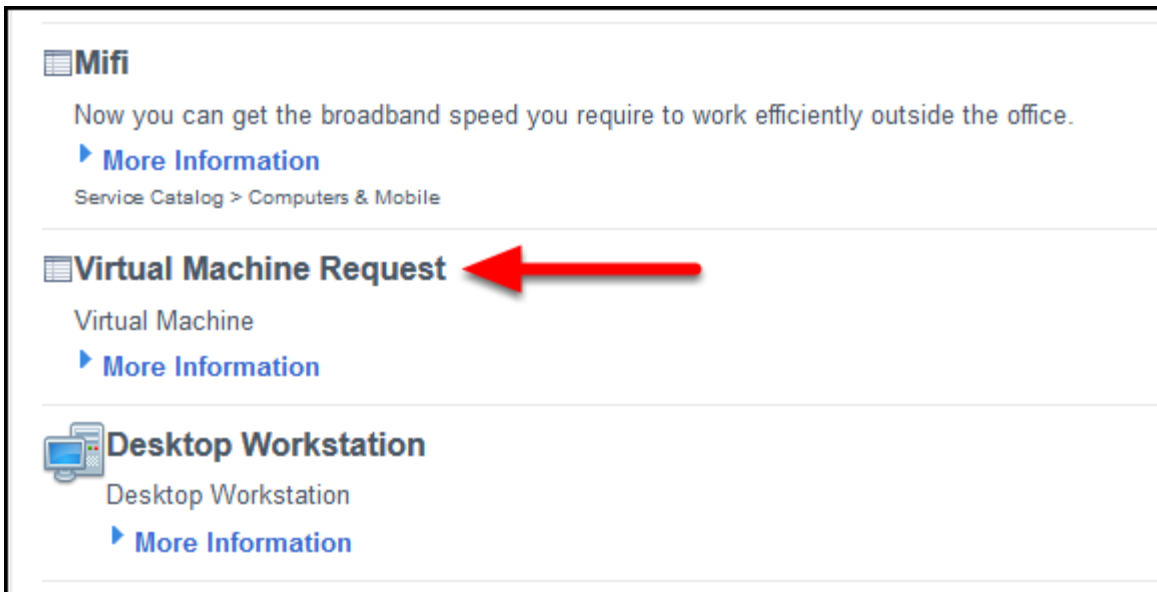 Mifi
Now you can get the broadband speed you require to work efficiently outside the office.
More Information
Service Catalog > Computers & Mobile
Virtual Machine Request
Virtual Machine
More Information
Desktop Workstation
Desktop Workstation
More Information